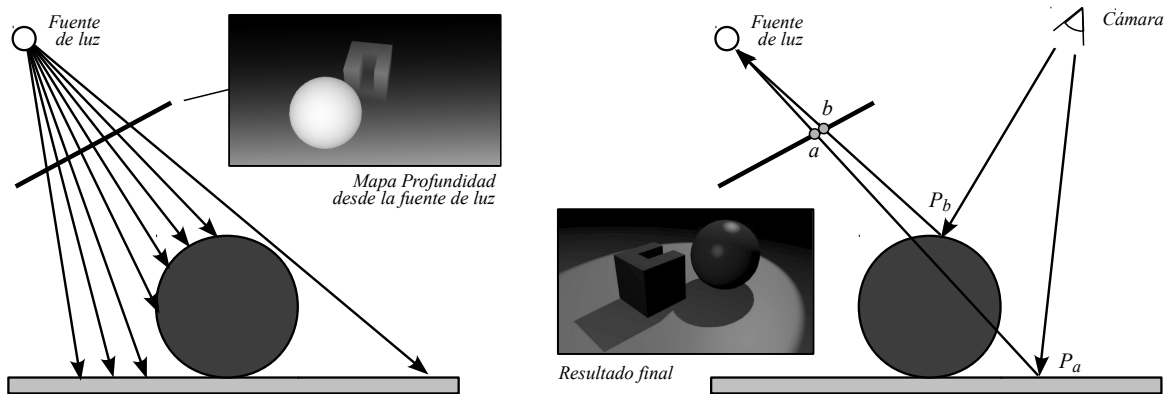 Fuente
de luz
Mapa Profundidad
desde la fuente de luz
Fuente
de luz
Cámara
b
a
P_b
Resultado final
P_a